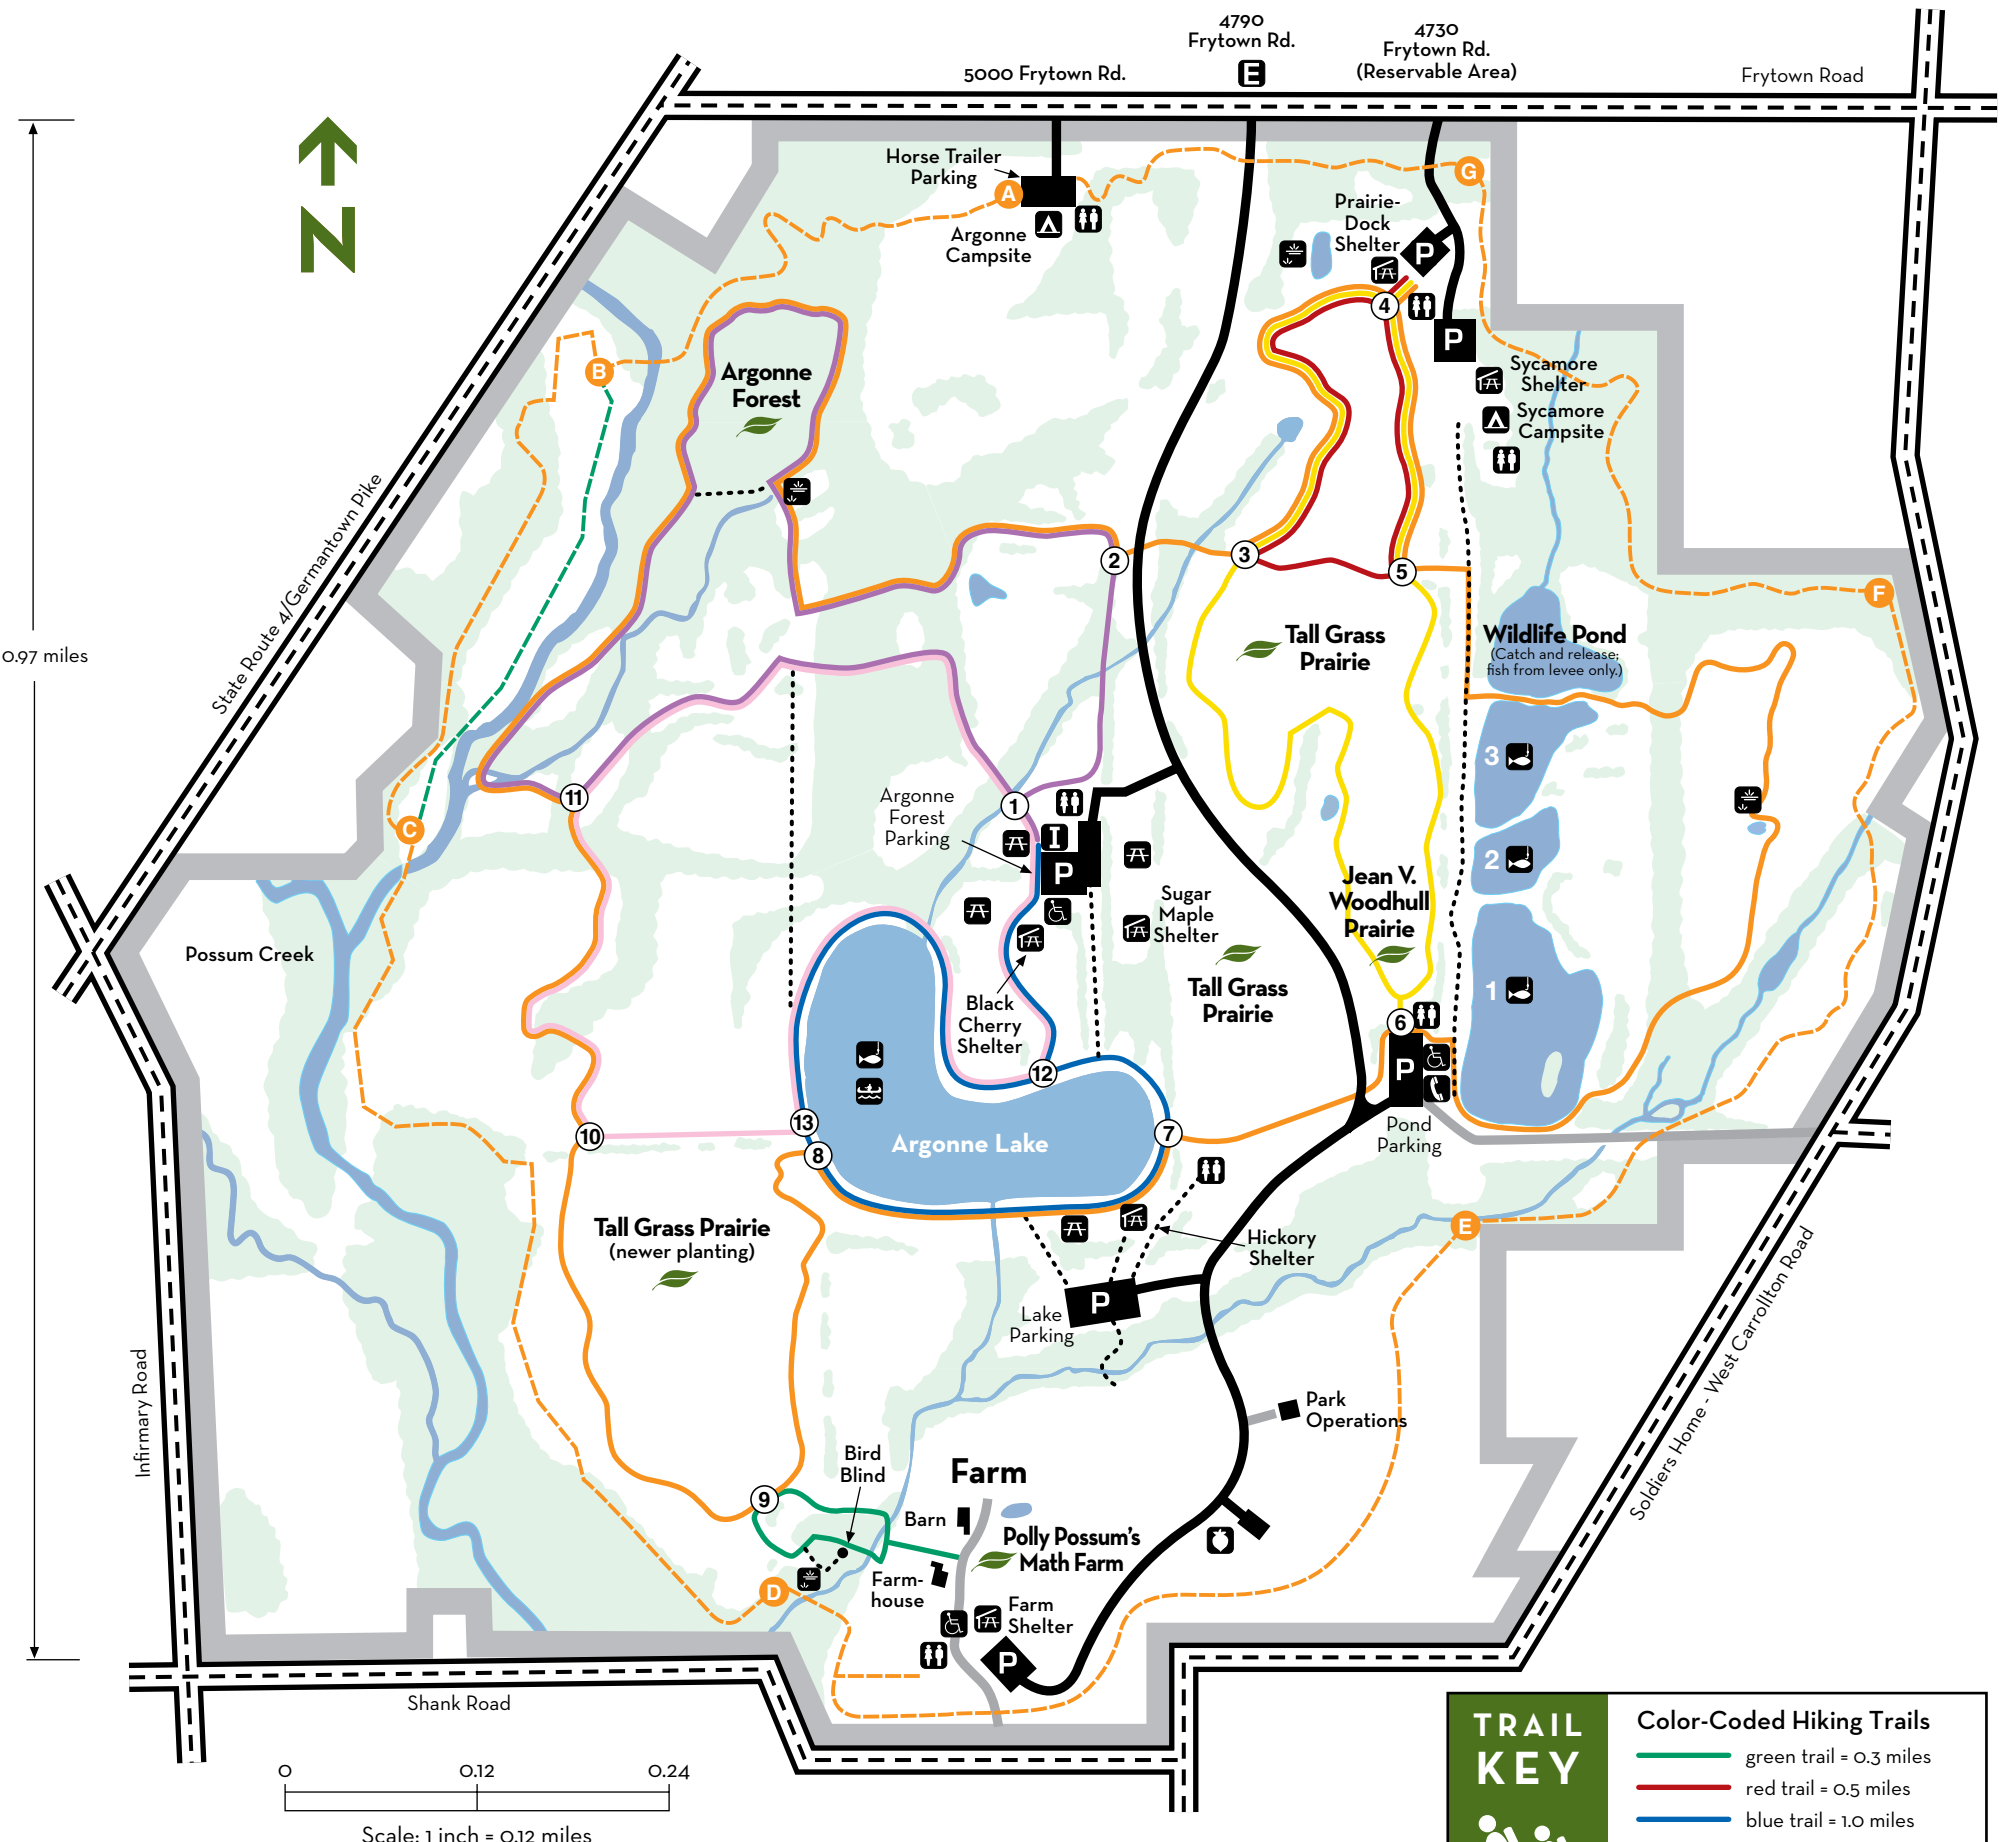 4790
Frytown Rd.
E
4730
Frytown Rd.
(Reservable Area)
5000 Frytown Rd.
Frytown Road
N
Horse Trailer
Parking
A
G
Argonne
Campsite
Prairie-
Dock
Shelter
P
4
P
B
Argonne
Forest
Sycamore
Shelter
Sycamore
Campsite
State Route 4/Germantown Pike
2
3
5
F
0.97 miles
Tall Grass
Prairie
Wildlife Pond
(Catch and release;
fish from levee only.)
3
11
1
Argonne
Forest
Parking
I
P
C
2
Jean V.
Woodhull
Prairie
Sugar
Maple
Shelter
Possum Creek
Tall Grass
Prairie
1
Black
Cherry
Shelter
6
P
12
13
10
8
Argonne Lake
7
Pond
Parking
Tall Grass Prairie
(newer planting)
E
Hickory
Shelter
P
Lake
Parking
Infirmary Road
Soldiers Home - West Carrollton Road
Park
Operations
Bird
Blind
Farm
9
Barn
Polly Possum's
Math Farm
D
Farm-
house
Farm
Shelter
P
Shank Road
0 0.12 0.24
Scale: 1 inch = 0.12 miles
TRAIL
KEY
Color-Coded Hiking Trails
green trail = 0.3 miles
red trail = 0.5 miles
blue trail = 1.0 miles